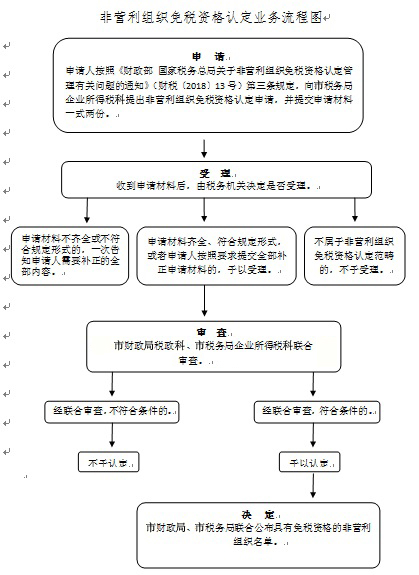 非营利组织免税资格认定业务流程图
申 请
申请人按照《财政部 国家税务总局关于非营利组织免税资格认定管
理有关问题的通知》（财税〔2018〕13号）第三条规定，向市税务局
企业所得税科提出非营利组织免税资格认定申请，并提交申请材料
一式两份。
受 理
收到申请材料后，由税务机关决定是否受理。
申请材料不齐全或不符
合规定形式的，一次告
知申请人需要补正的全
部内容。
申请材料齐全、符合规定形式，
或者申请人按照要求提交全部补
正申请材料的，予以受理。
不属于非营利组织
免税资格认定范畴
的，不予受理。
审 查
市财政局税政科、市税务局企业所得税科联合
审查。
经联合审查，不符合条件的。
经联合审查，符合条件的。
不予认定
予以认定
决 定
市财政局、市税务局联合公布具有免税资格的非营利
组织名单。